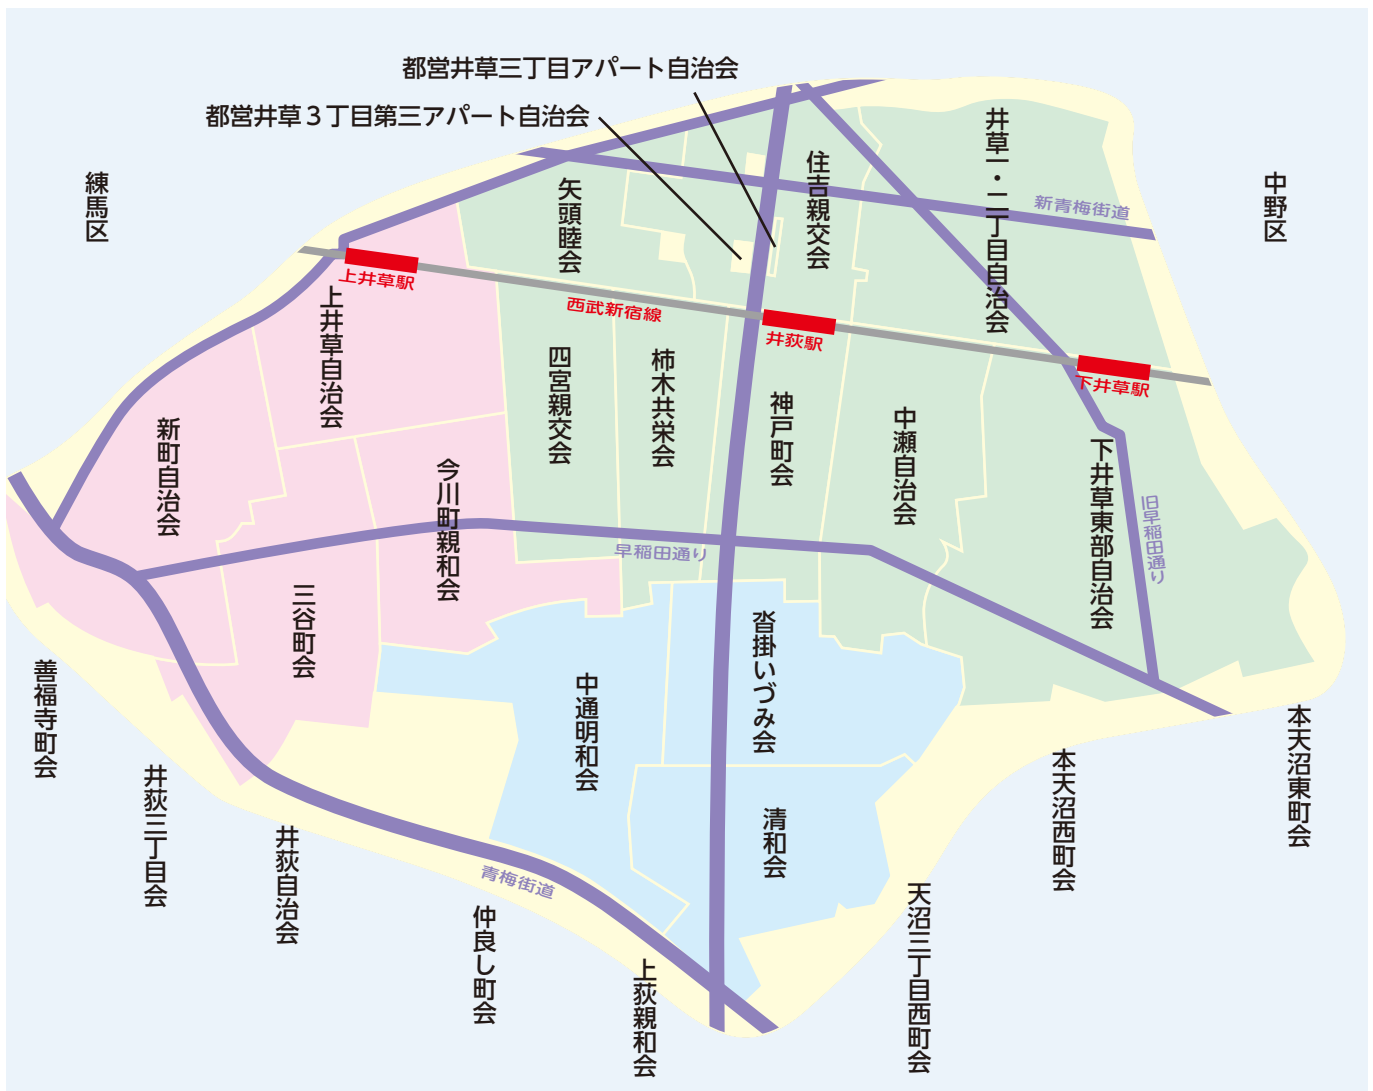 都営井草三丁目アパート自治会
都営井草３丁目第三アパート自治会
練馬区
中野区
井草一・二丁目自治会
住吉親交会
矢頭睦会
新青梅街道
上井草駅
西武新宿線
井荻駅
下井草駅
上井草自治会
四宮親交会
柿木共栄会
神戸町会
中瀬自治会
新町自治会
今川町親和会
下井草東部自治会
旧早稲田通り
早稲田通り
三谷町会
沓掛いづみ会
中通明和会
清和会
善福寺町会
井荻三丁目会
井荻自治会
青梅街道
仲良し町会
上荻親和会
天沼三丁目西町会
本天沼西町会
本天沼東町会